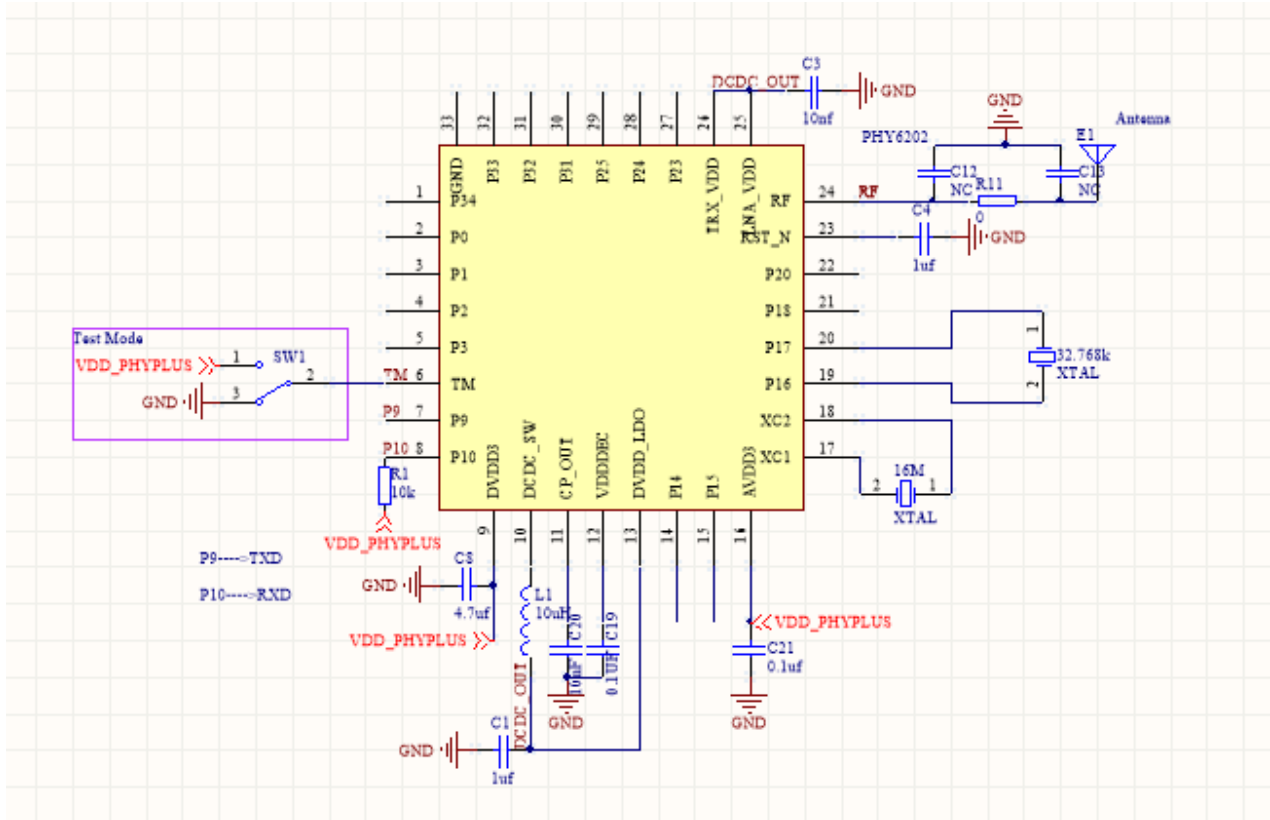 DCDC_OUT
C3
10nf
GND
GND
Antenna
PHY6202
E1
33
32
31
30
29
28
27
26
25
GND
P33
P32
P31
P25
P24
P23
TRX_VDD
LNA_VDD
C12
NC
R11
0
C13
NC
1
P34
RF
24
RF
2
P0
RST_N
23
C4
1uf
GND
3
P1
P20
22
4
P2
P18
21
5
P3
P17
20
1
32.768k
XTAL
2
Test Mode
VDD_PHYPLUS
1
SW1
2
GND
3
TM
6
TM
P16
19
P9
7
P9
XC2
18
P10
8
P10
XC1
17
2
16M
1
XTAL
R1
10k
VDD_PHYPLUS
DVDD3
DCDC_SW
CP_OUT
VDDDEC
DVDD_LDO
P14
P15
AVDD3
9
10
11
12
13
14
15
16
P9---->TXD
P10---->RXD
C8
GND
4.7uf
VDD_PHYPLUS
L1
10uH
C20
10uF
C19
0.1UF
VDD_PHYPLUS
C21
0.1uf
GND
GND
DCDC_OUT
C1
GND
1uf